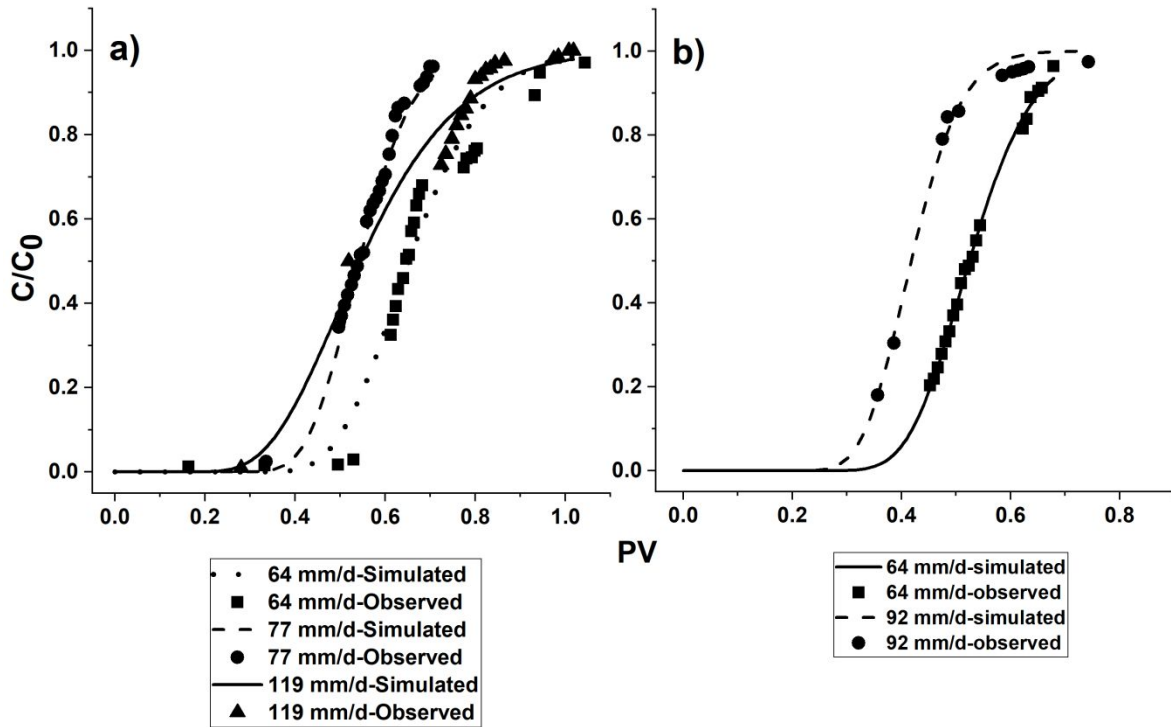 a)
b)
C/C0
1.0
0.8
0.6
0.4
0.2
0.0
1.0
0.8
0.6
0.4
0.2
0.0
0.0 0.2 0.4 0.6 0.8 1.0
0.0 0.2 0.4 0.6 0.8
PV
64 mm/d-Simulated
64 mm/d-Observed
77 mm/d-Simulated
77 mm/d-Observed
119 mm/d-Simulated
119 mm/d-Observed
64 mm/d-simulated
64 mm/d-observed
92 mm/d-simulated
92 mm/d-observed